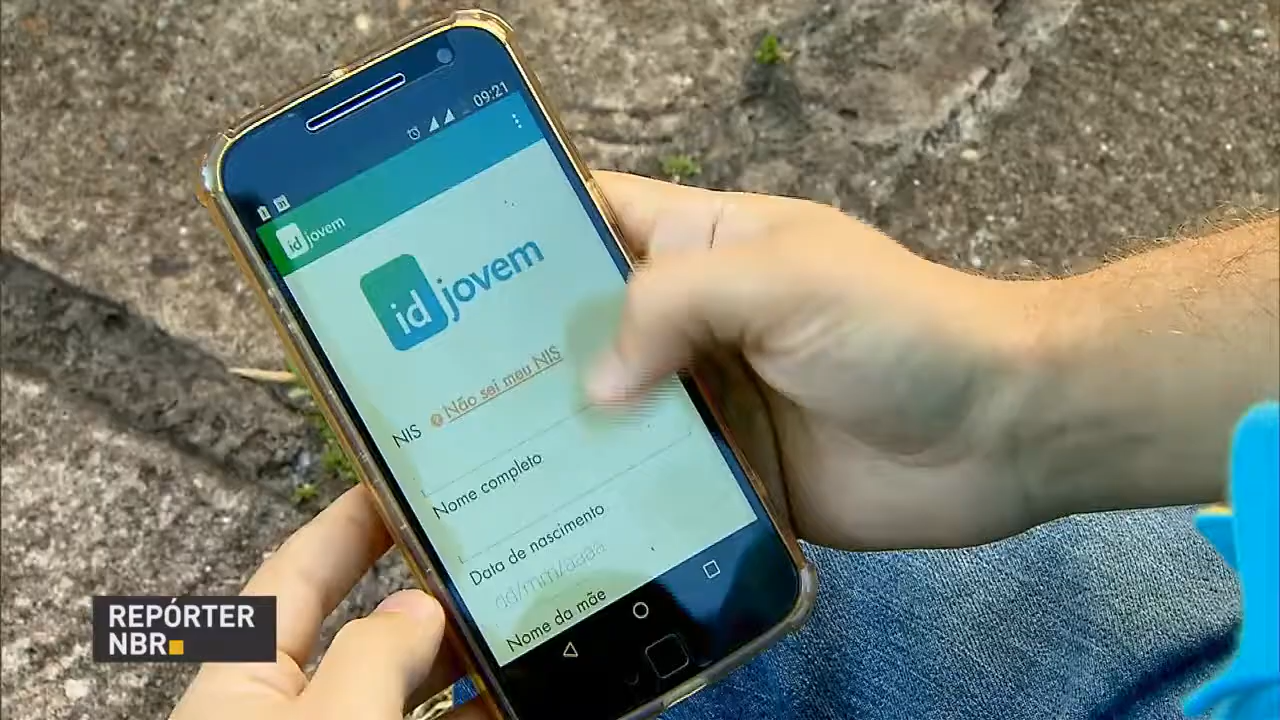 09:21
id jovem
id jovem
NIS Não sei meu NIS
Nome completo
Data de nascimento
dd/mm/aaaa
Nome da mãe
REPÓRTER
NBR